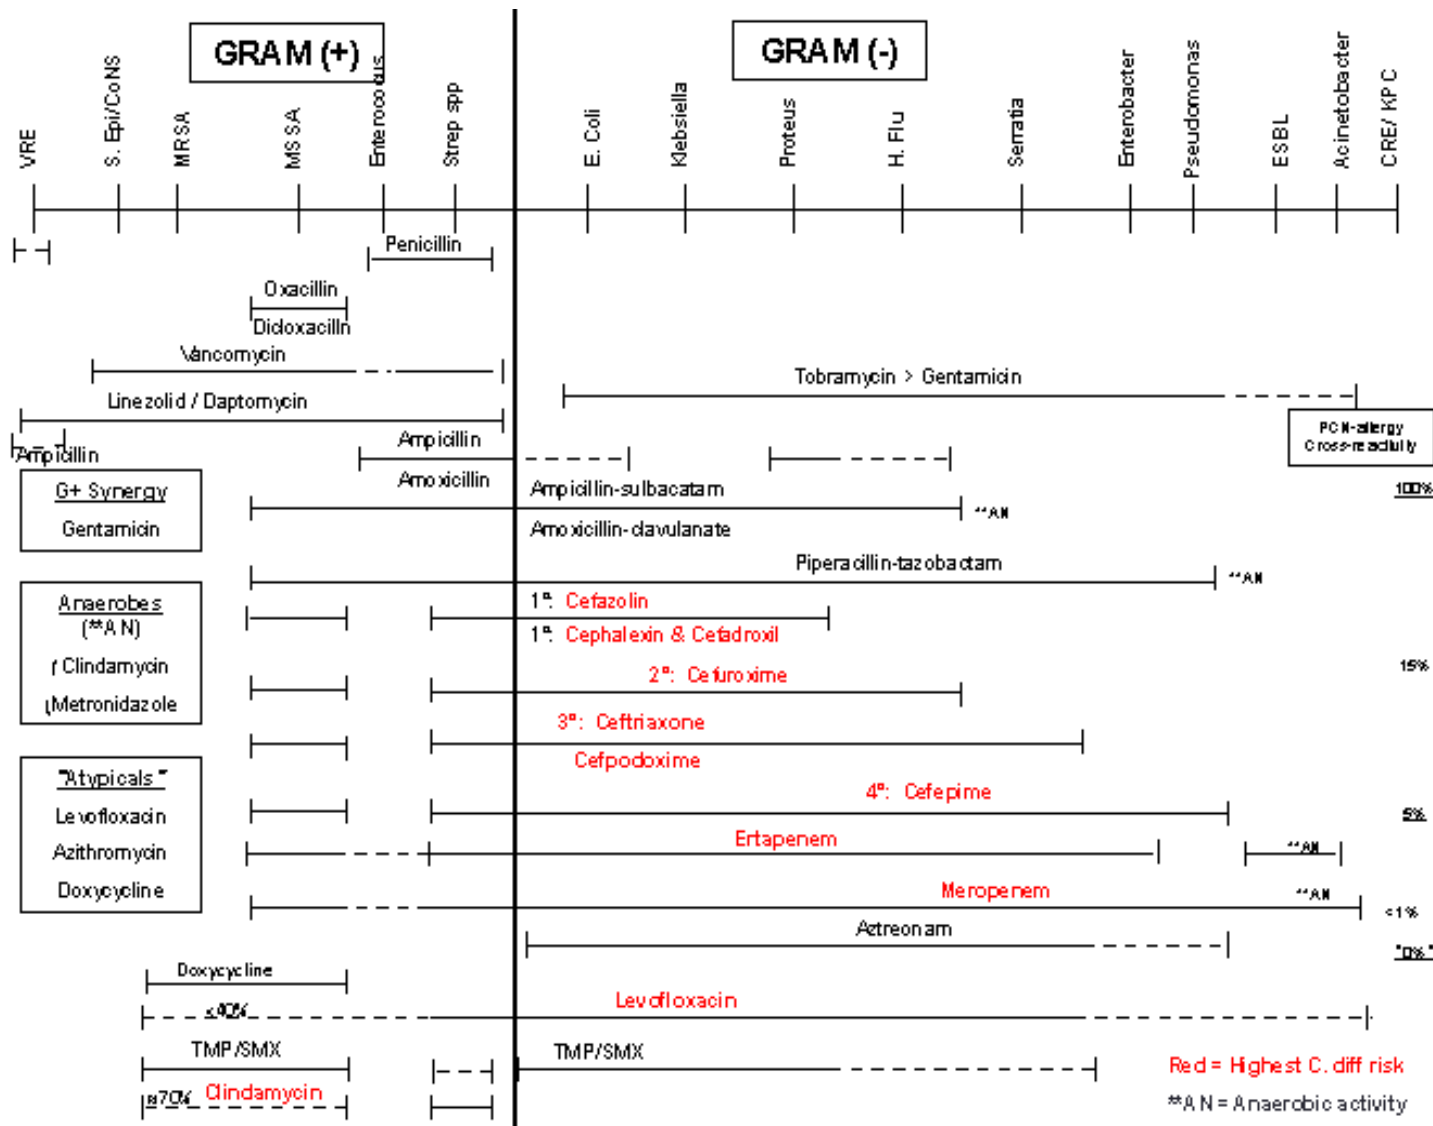 GRAM (+)
GRAM (-)
VRE
S. Epi/CoNS
MRSA
MSSA
Enterococcus
Strep spp
E. Coli
Klebsiella
Proteus
H. Flu
Serratia
Enterobacter
Pseudomonas
ESBL
Acinetobacter
CRE/ KPC
Penicillin
Oxacillin
Dicloxacilln
Vancomycin
Tobramycin > Gentamicin
Linezolid / Daptomycin
PCN-allergy
Cross-reactivity
Ampicillin
Ampicillin
Amoxicillin
G+ Synergy
Gentamicin
Ampicillin-sulbacatam
**AN
Amoxicillin-clavulanate
100%
Piperacillin-tazobactam
**AN
Anaerobes
(**AN)
Clindamycin
Metronidazole
1°: Cefazolin
1°: Cephalexin & Cefadroxil
2°: Cefuroxime
15%
3°: Ceftriaxone
Cefpodoxime
"Atypicals"
Levofloxacin
Azithromycin
Doxycycline
4°: Cefepime
5%
Ertapenem
**AN
Meropenem
**AN
<1%
Aztreonam
"0%"
Doxycycline
<40%
Levofloxacin
TMP/SMX
TMP/SMX
Red = Highest C. diff risk
≈70% Clindamycin
**AN = Anaerobic activity